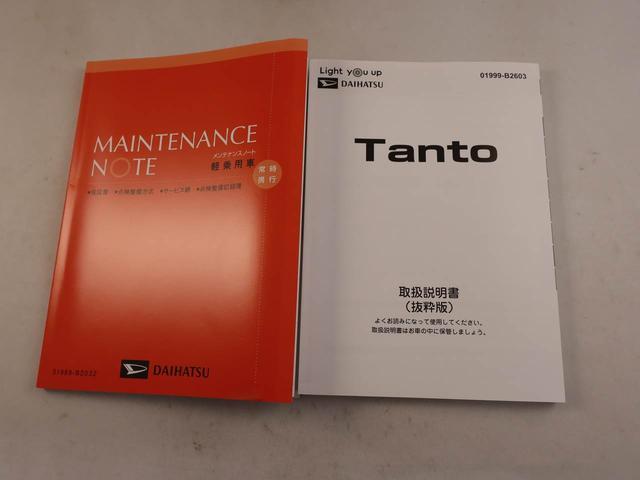 MAINTENANCE
NOTE
メンテナンスノート
軽乗用車
常時
携行
●保証書 ●点検整備方式 ●サービス網 ●点検整備記録簿
01999-B2032
DAIHATSU
Light you up
DAIHATSU
01999-B2603
Tanto
取扱説明書
(抜粋版)
よくお読みになって使用してください。
取扱説明書はお車の中に保管しましょう。